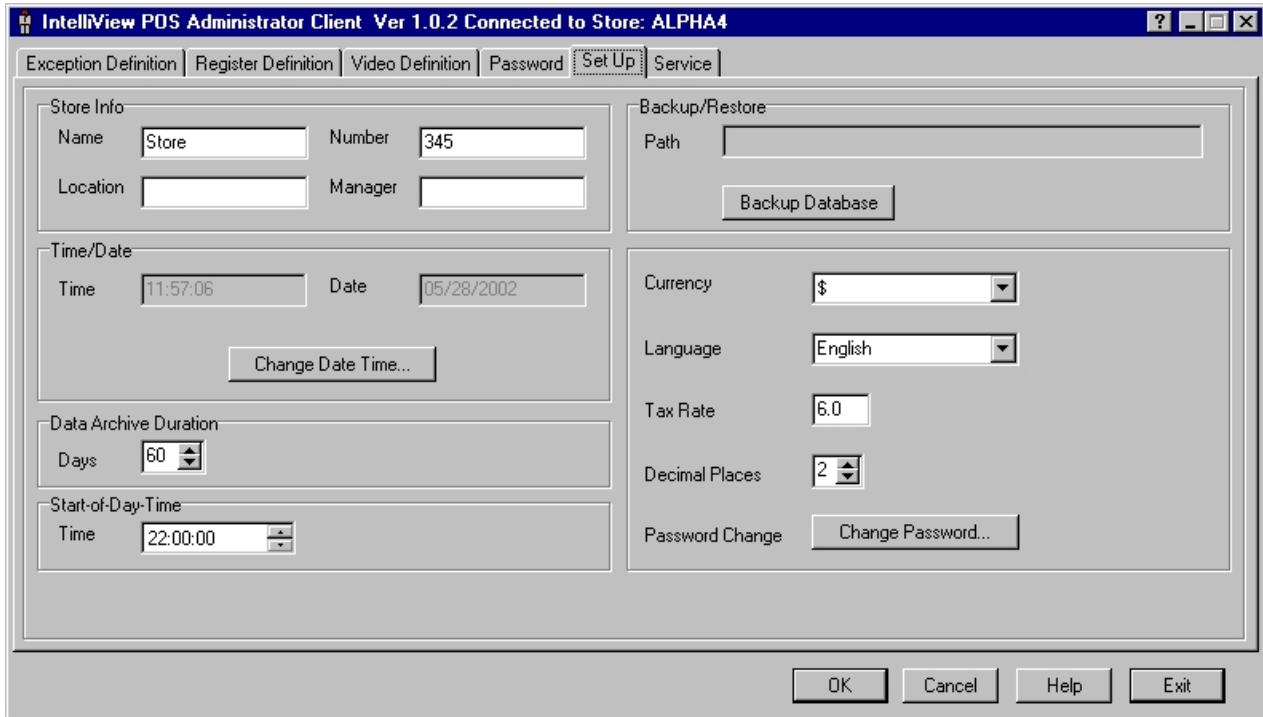 IntelliView POS Administrator Client Ver 1.0.2 Connected to Store: ALPHA4
Exception Definition Register Definition Video Definition Password Set Up Service
Store Info
Name Store Number 345
Location Manager
Time/Date
Time 11:57:06 Date 05/28/2002
Change Date Time...
Data Archive Duration
Days 60
Start-of-Day-Time
Time 22:00:00
Backup/Restore
Path
Backup Database
Currency $
Language English
Tax Rate 6.0
Decimal Places 2
Password Change Change Password...
OK Cancel Help Exit